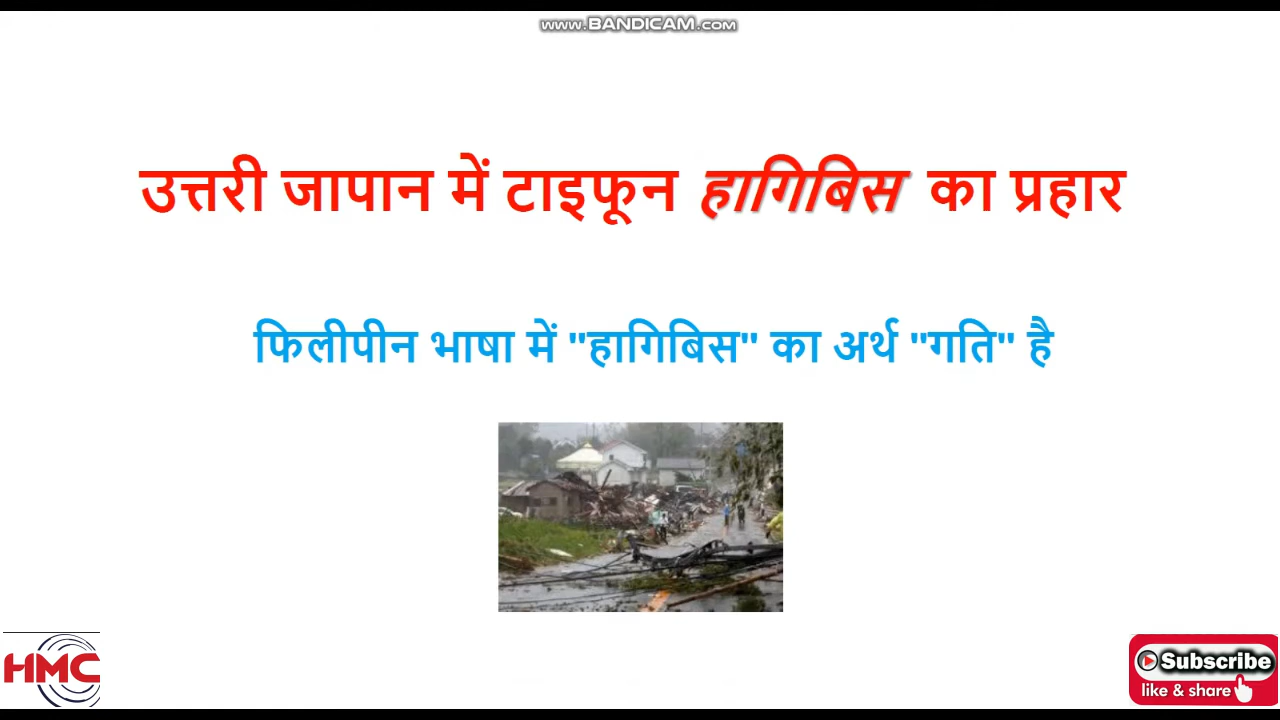 www.BANDICAM.com
उत्तरी जापान में टाइफून हागिबिस का प्रहार
फिलीपीन भाषा में "हागिबिस" का अर्थ "गति" है
HMC
Subscribe
like & share